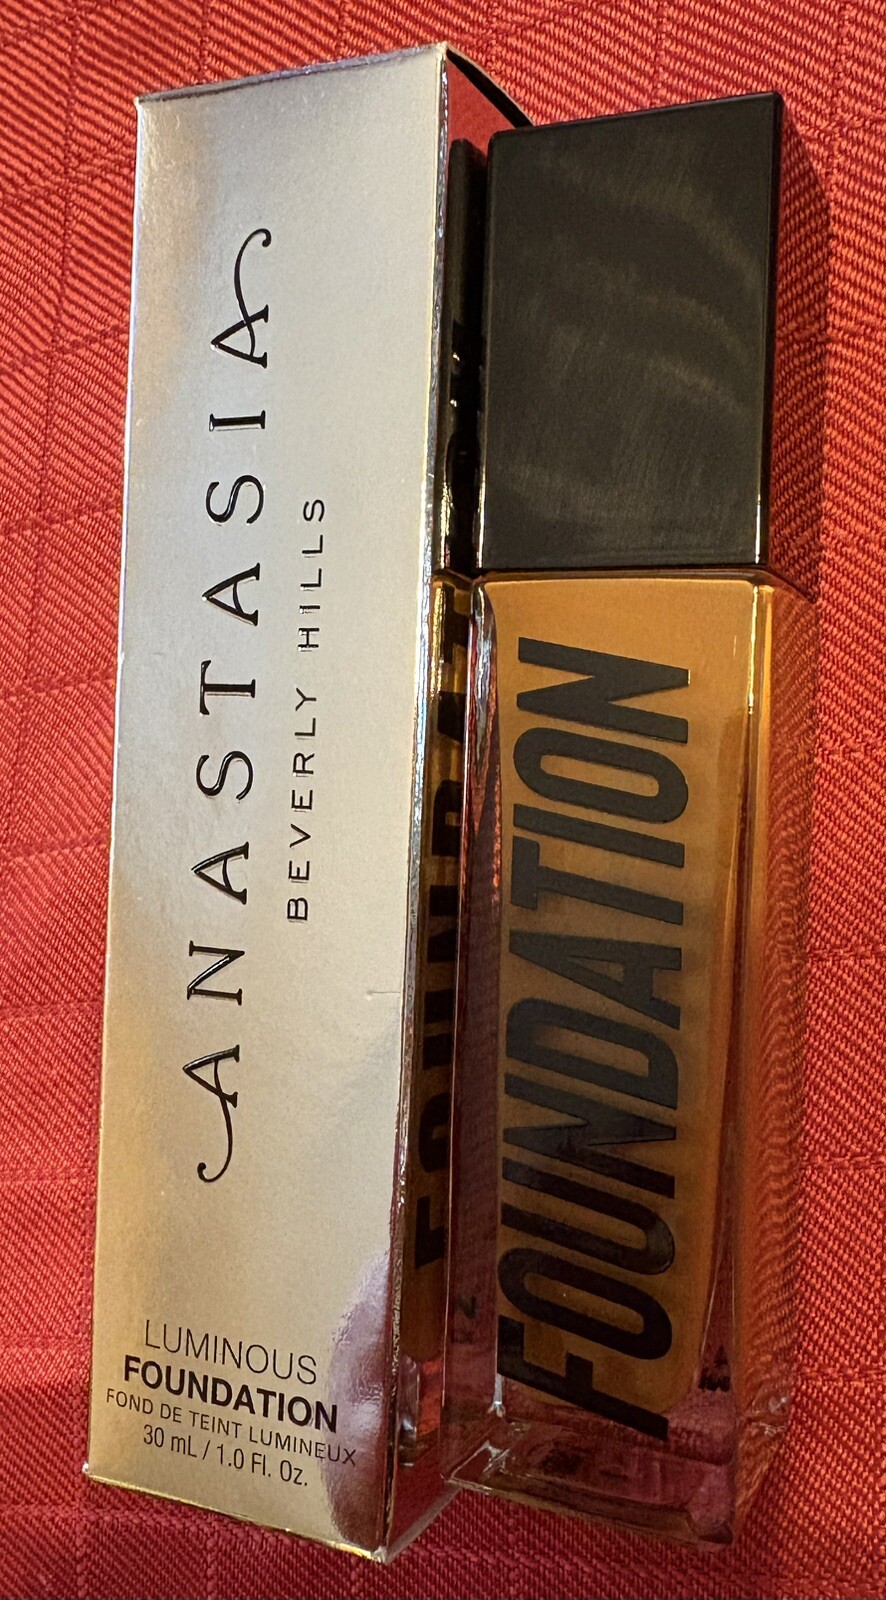 ANASTASIA
BEVERLY HILLS
LUMINOUS
FOUNDATION
FOND DE TEINT LUMINEUX
30 mL / 1.0 Fl. Oz.
FOUNDATION